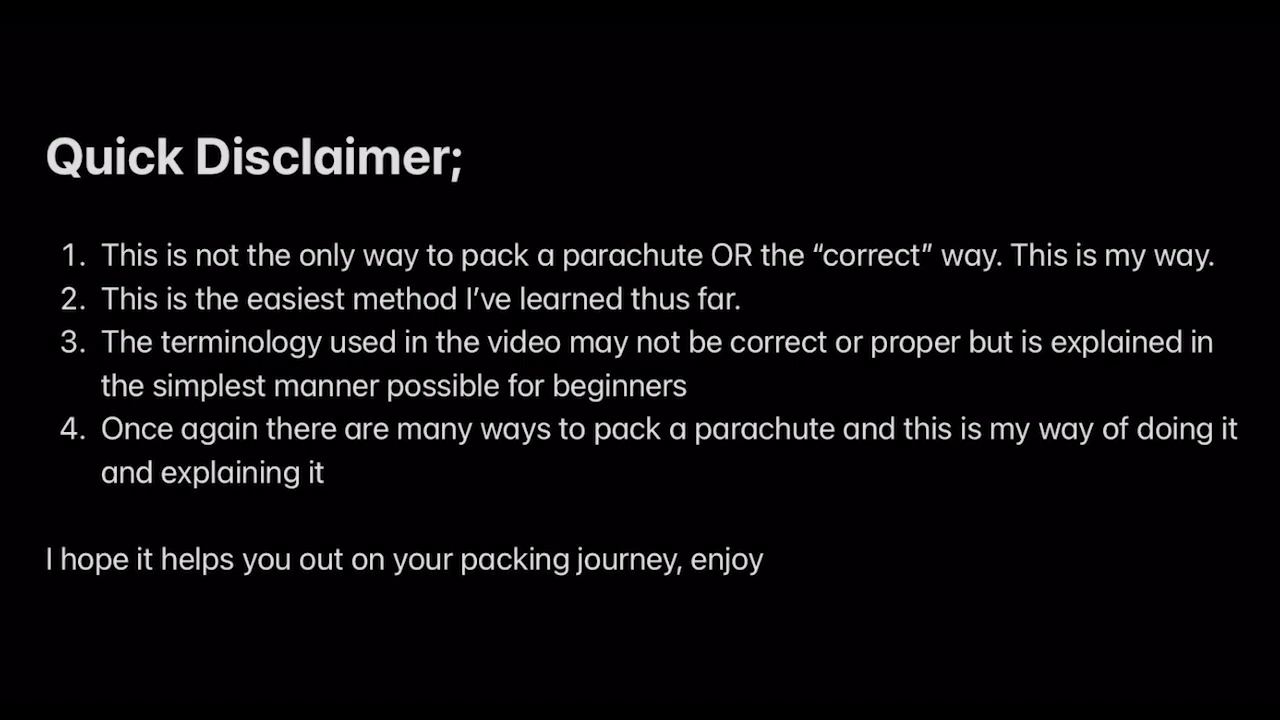 Quick Disclaimer;
1. This is not the only way to pack a parachute OR the “correct” way. This is my way.
2. This is the easiest method I’ve learned thus far.
3. The terminology used in the video may not be correct or proper but is explained in
the simplest manner possible for beginners
4. Once again there are many ways to pack a parachute and this is my way of doing it
and explaining it
I hope it helps you out on your packing journey, enjoy